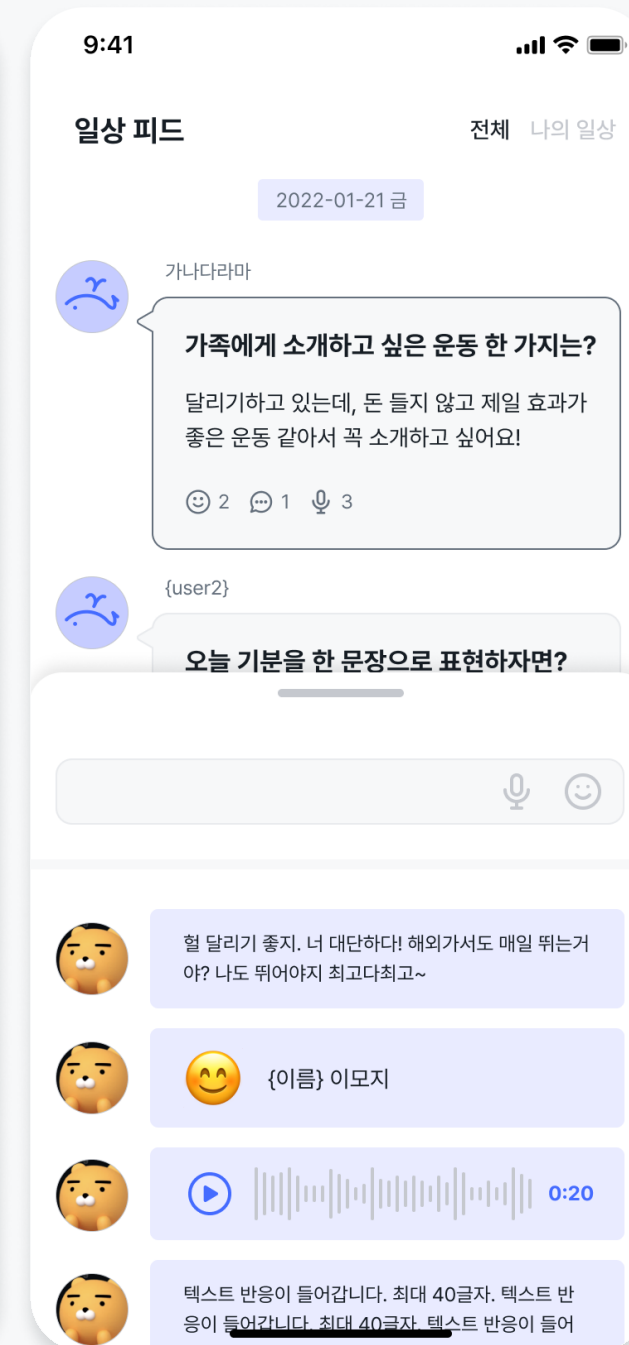 9:41
일상 피드
전체 나의 일상
2022-01-21 금
가나다라마
가족에게 소개하고 싶은 운동 한 가지는?
달리기하고 있는데, 돈 들지 않고 제일 효과가
좋은 운동 같아서 꼭 소개하고 싶어요!
2 1 3
{user2}
오늘 기분을 한 문장으로 표현하자면?
헐 달리기 좋지. 너 대단하다! 해외가서도 매일 뛰는거
야? 나도 뛰어야지 최고다최고~
{이름} 이모지
0:20
텍스트 반응이 들어갑니다. 최대 40글자. 텍스트 반
응이 들어갑니다. 최대 40글자. 텍스트 반응이 들어